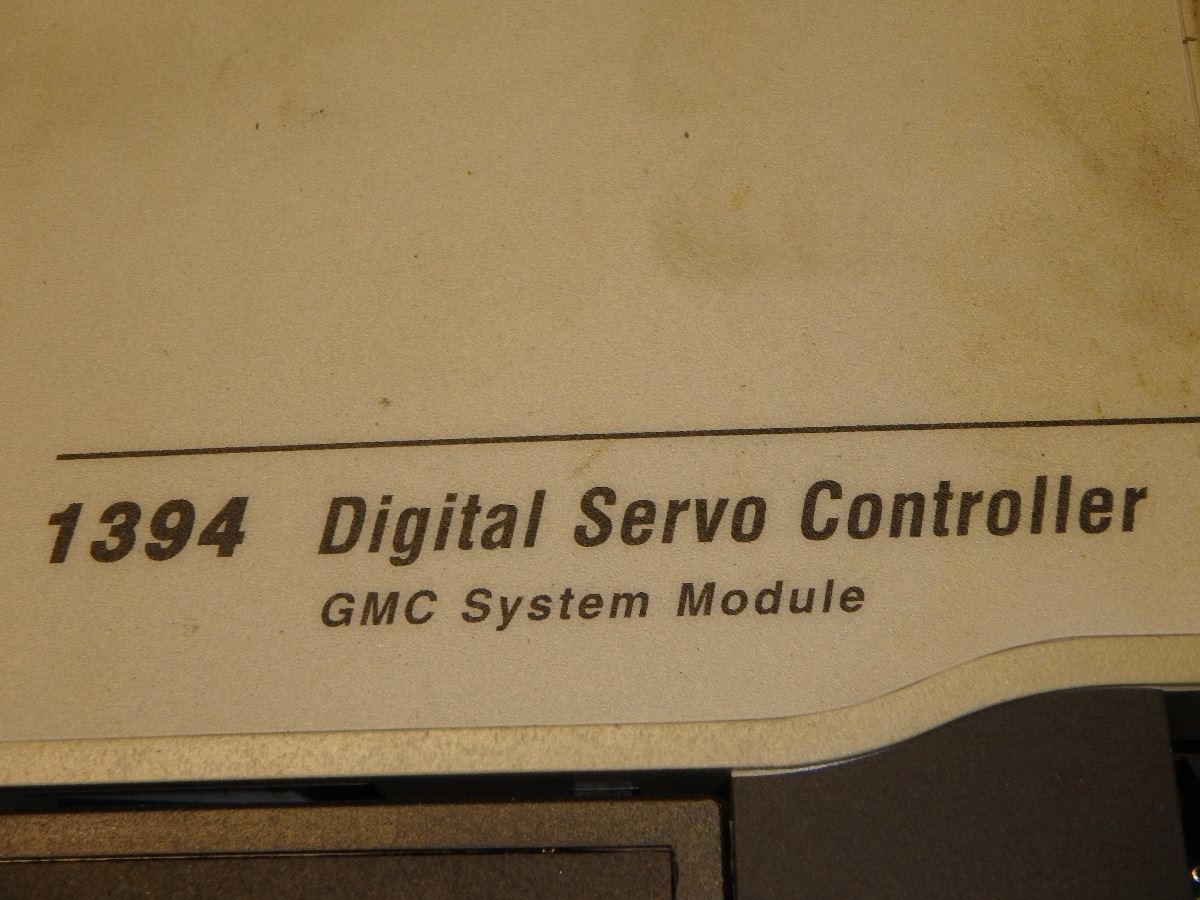 1394 Digital Servo Controller
GMC System Module